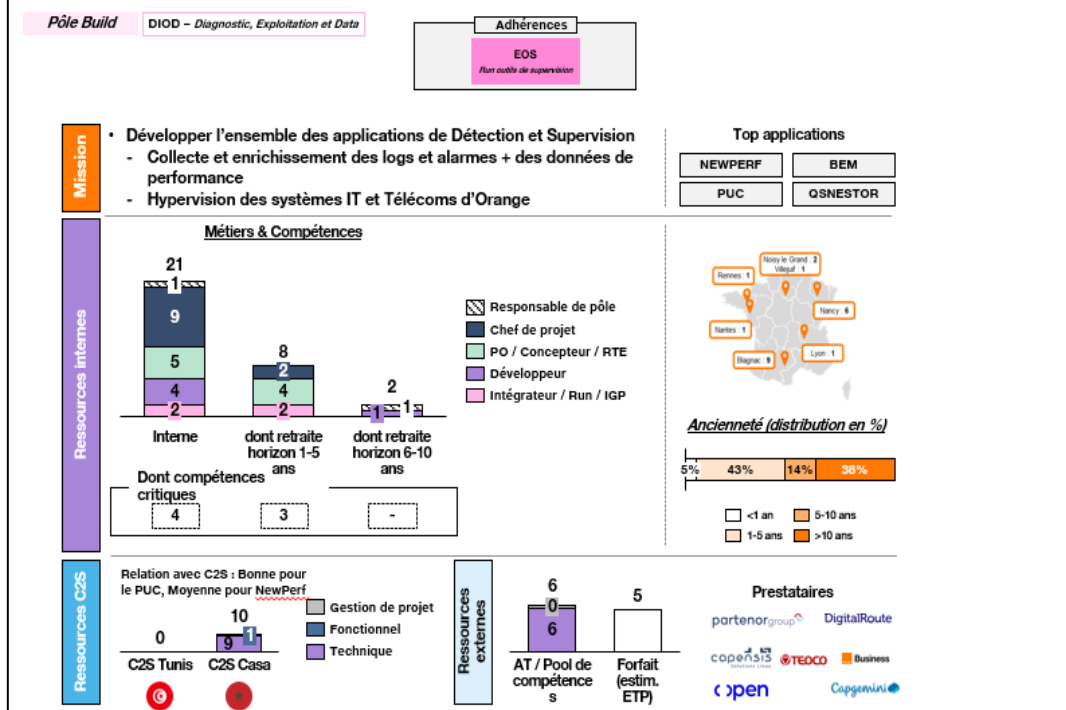 Pôle Build
DIOD – Diagnostic, Exploitation et Data
Adhérences
EOS
Run outils de supervision
Mission
• Développer l'ensemble des applications de Détection et Supervision
- Collecte et enrichissement des logs et alarmes + des données de
performance
- Hypervision des systèmes IT et Télécoms d'Orange
Top applications
NEWPERF
BEM
PUC
QSNESTOR
Ressources internes
Métiers & Compétences
21
1
9
5
4
2
8
2
4
2
2
1
1
Interne
dont retraite
horizon 1-5
ans
dont retraite
horizon 6-10
ans
Responsable de pôle
Chef de projet
PO / Concepteur / RTE
Développeur
Intégrateur / Run / IGP
Dont compétences
critiques
4
3
-
Noisy le Grand : 2
Villejuif : 1
Rennes : 1
Nancy : 6
Nantes : 1
Lyon : 1
Blagnac : 9
Ancienneté (distribution en %)
5%
43%
14%
38%
<1 an
5-10 ans
1-5 ans
>10 ans
Ressources C2S
Relation avec C2S : Bonne pour
le PUC, Moyenne pour NewPerf
0
10
9
1
C2S Tunis
C2S Casa
Gestion de projet
Fonctionnel
Technique
Ressources
externes
6
0
6
5
AT / Pool de
compétence
s
Forfait
(estim.
ETP)
Prestataires
partenorgroup
DigitalRoute
copensis
TEOCO
Business
open
Capgemini